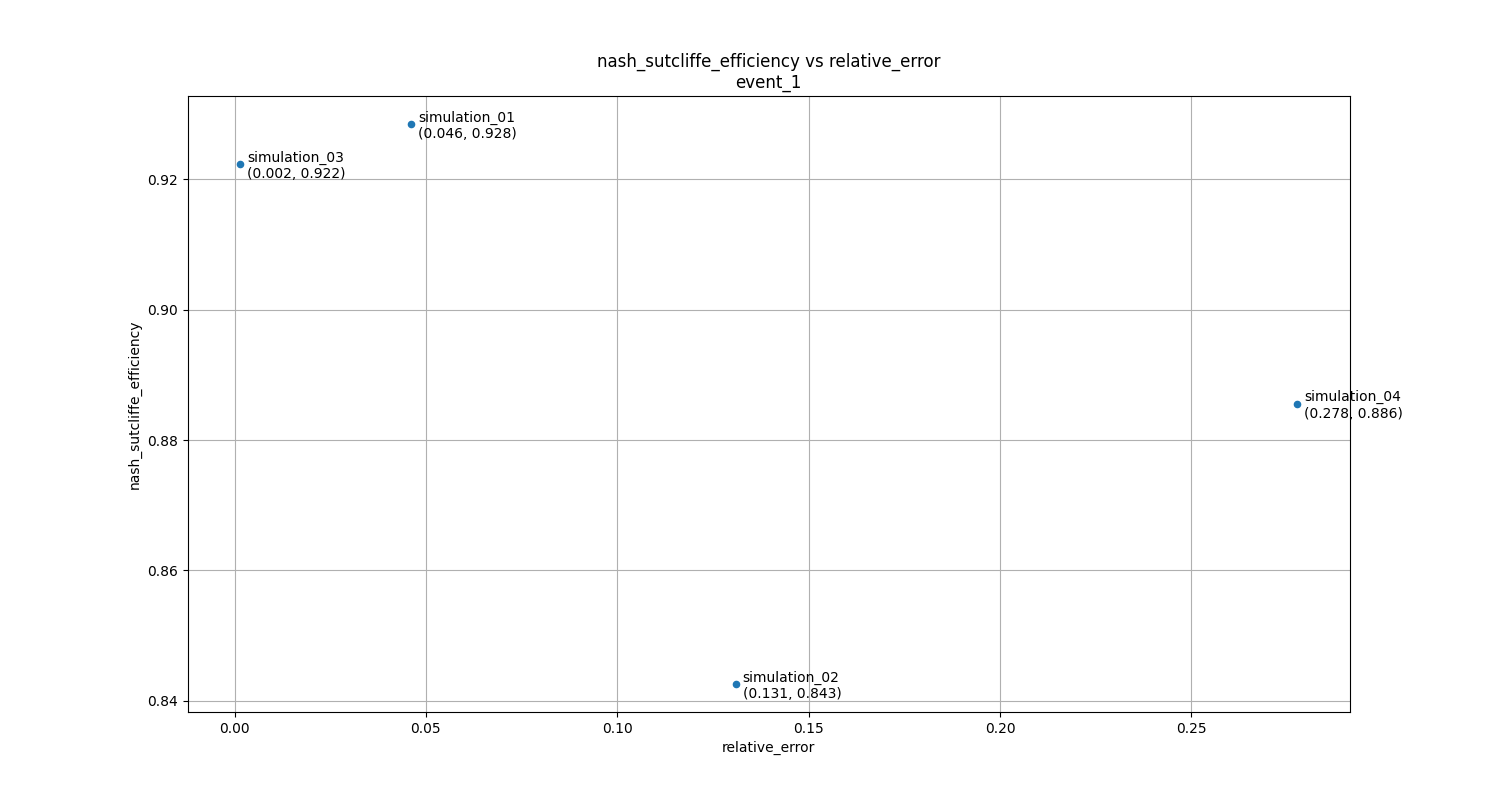 nash_sutcliffe_efficiency vs relative_error
event_1
simulation_01
(0.046, 0.928)
simulation_03
(0.002, 0.922)
0.92
0.90
nash_sutcliffe_efficiency
simulation_04
(0.278, 0.886)
0.88
0.86
simulation_02
(0.131, 0.843)
0.84
0.00 0.05 0.10 0.15 0.20 0.25
relative_error